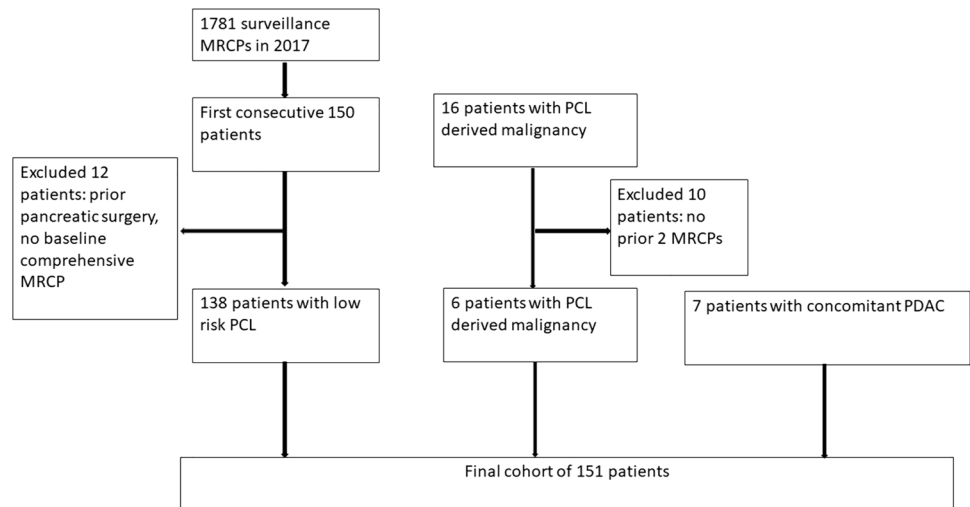 1781 surveillance
MRCPs in 2017
First consecutive 150
patients
16 patients with PCL
derived malignancy
Excluded 12
patients: prior
pancreatic surgery,
no baseline
comprehensive
MRCP
Excluded 10
patients: no
prior 2 MRCPs
138 patients with low
risk PCL
6 patients with PCL
derived malignancy
7 patients with concomitant PDAC
Final cohort of 151 patients